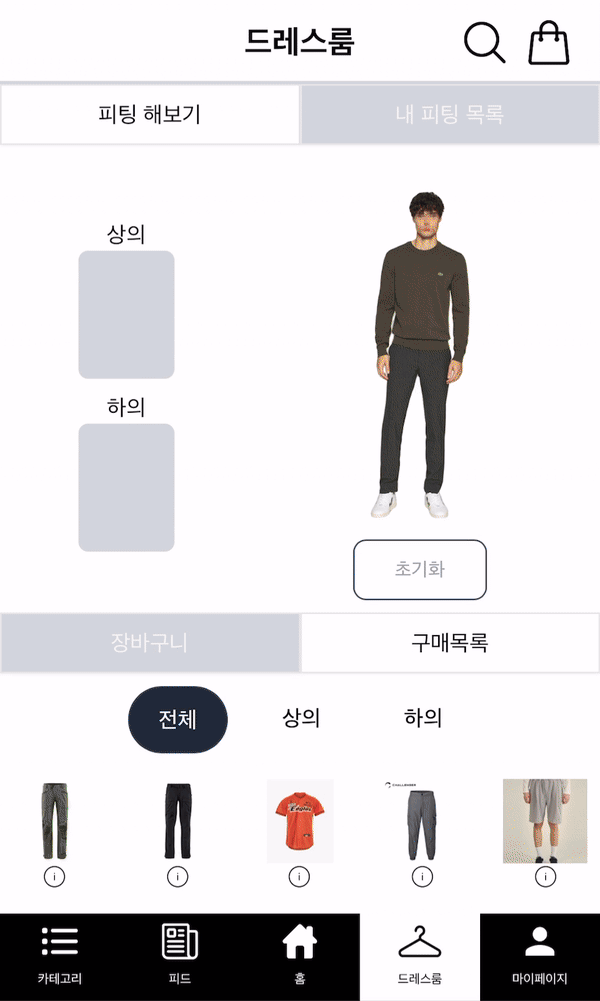 드레스룸
피팅 해보기
내 피팅 목록
상의
하의
초기화
장바구니
구매목록
전체
상의
하의
CHALLENGER
Eagles
i
i
i
i
i
카테고리
피드
홈
드레스룸
마이페이지